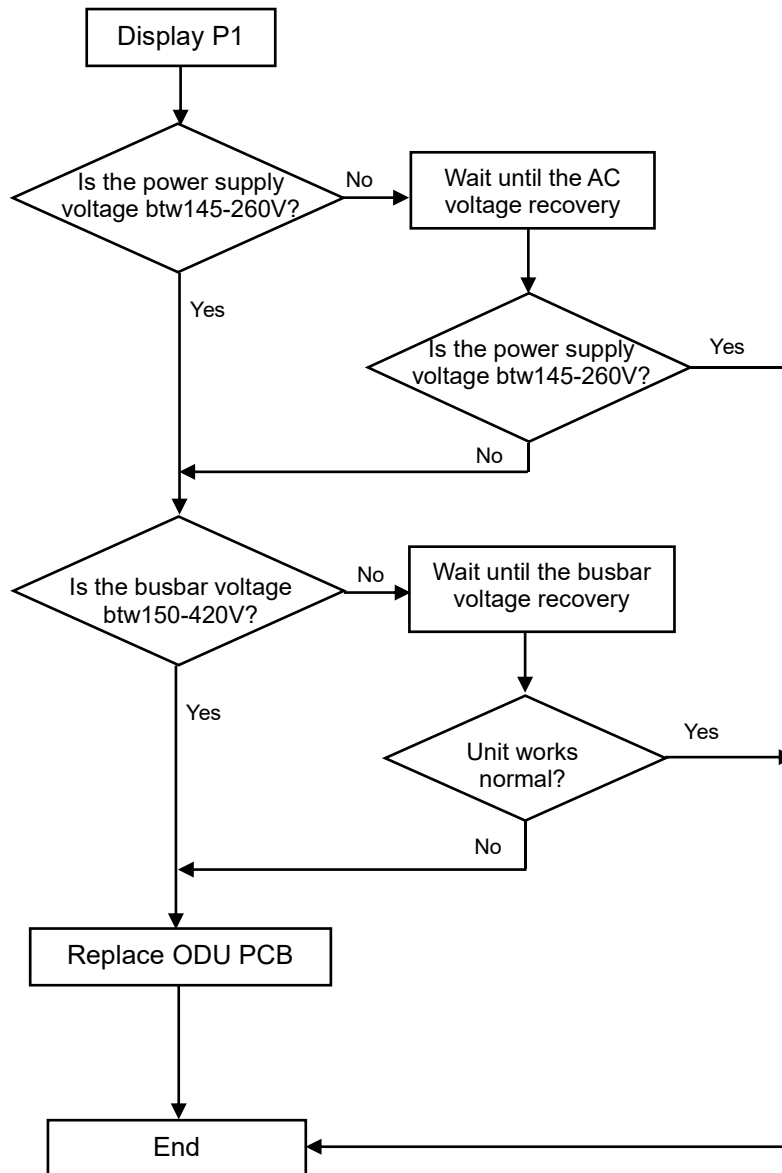 Display P1
Is the power supply
voltage btw145-260V?
No
Wait until the AC
voltage recovery
Yes
Is the power supply
voltage btw145-260V?
Yes
No
Is the busbar voltage
btw150-420V?
No
Wait until the busbar
voltage recovery
Yes
Unit works
normal?
Yes
No
Replace ODU PCB
End